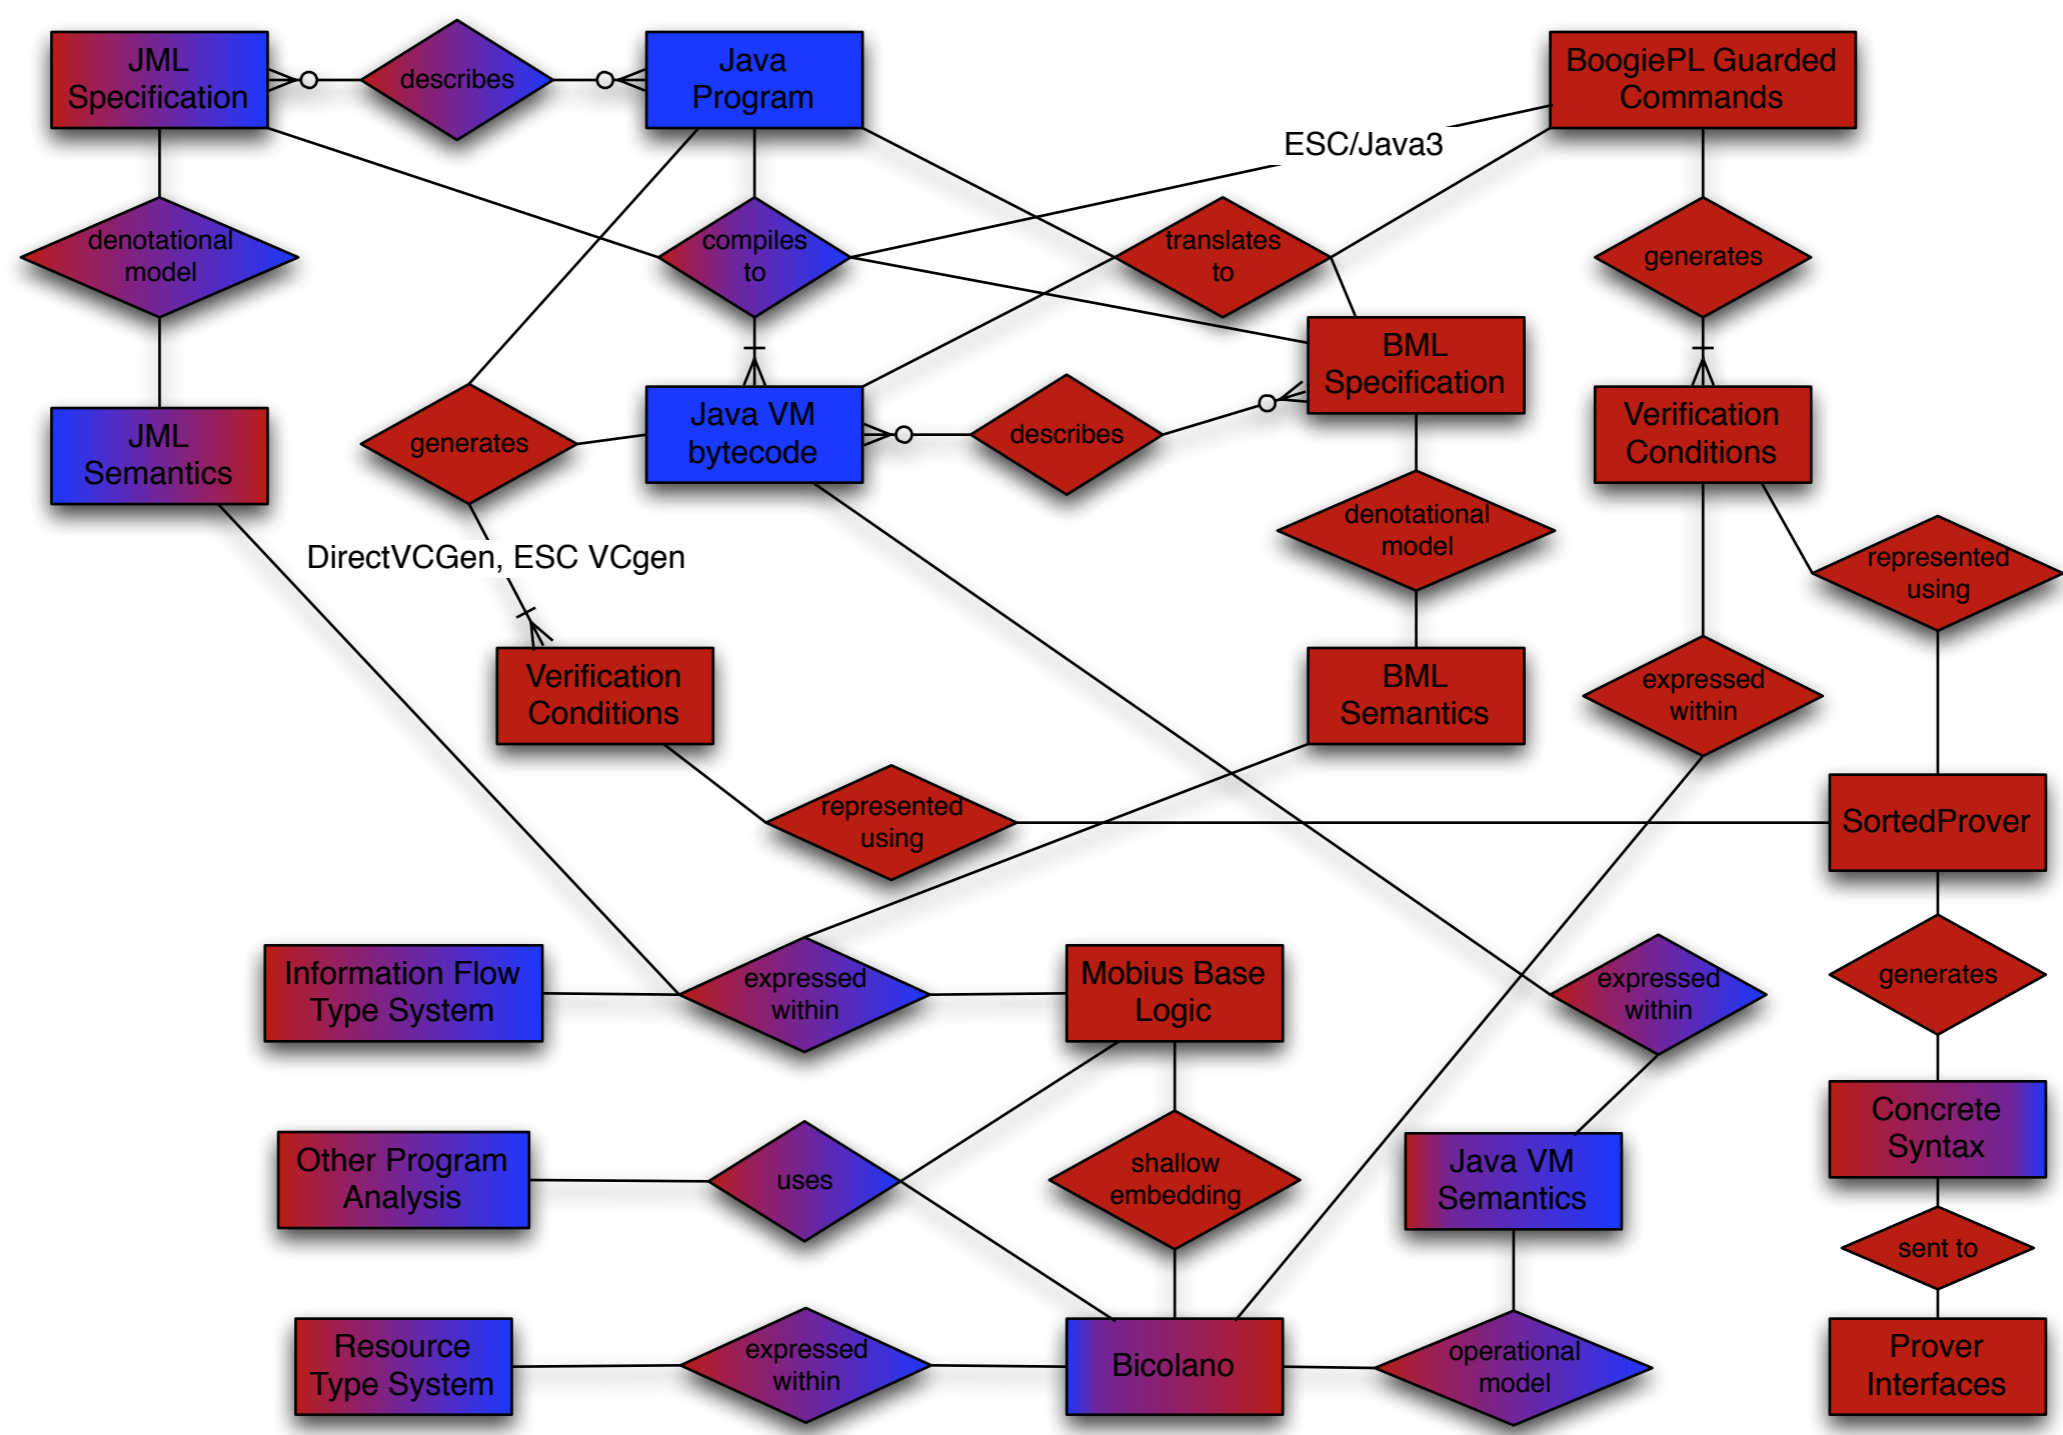 JML
Specification
describes
Java
Program
BoogiePL Guarded
Commands
ESC/Java3
denotational
model
compiles
to
translates
to
generates
JML
Semantics
generates
Java VM
bytecode
describes
BML
Specification
Verification
Conditions
DirectVCGen, ESC VCgen
denotational
model
represented
using
Verification
Conditions
BML
Semantics
expressed
within
represented
using
SortedProver
Information Flow
Type System
expressed
within
Mobius Base
Logic
expressed
within
generates
Other Program
Analysis
uses
shallow
embedding
Java VM
Semantics
Concrete
Syntax
sent to
Resource
Type System
expressed
within
Bicolano
operational
model
Prover
Interfaces